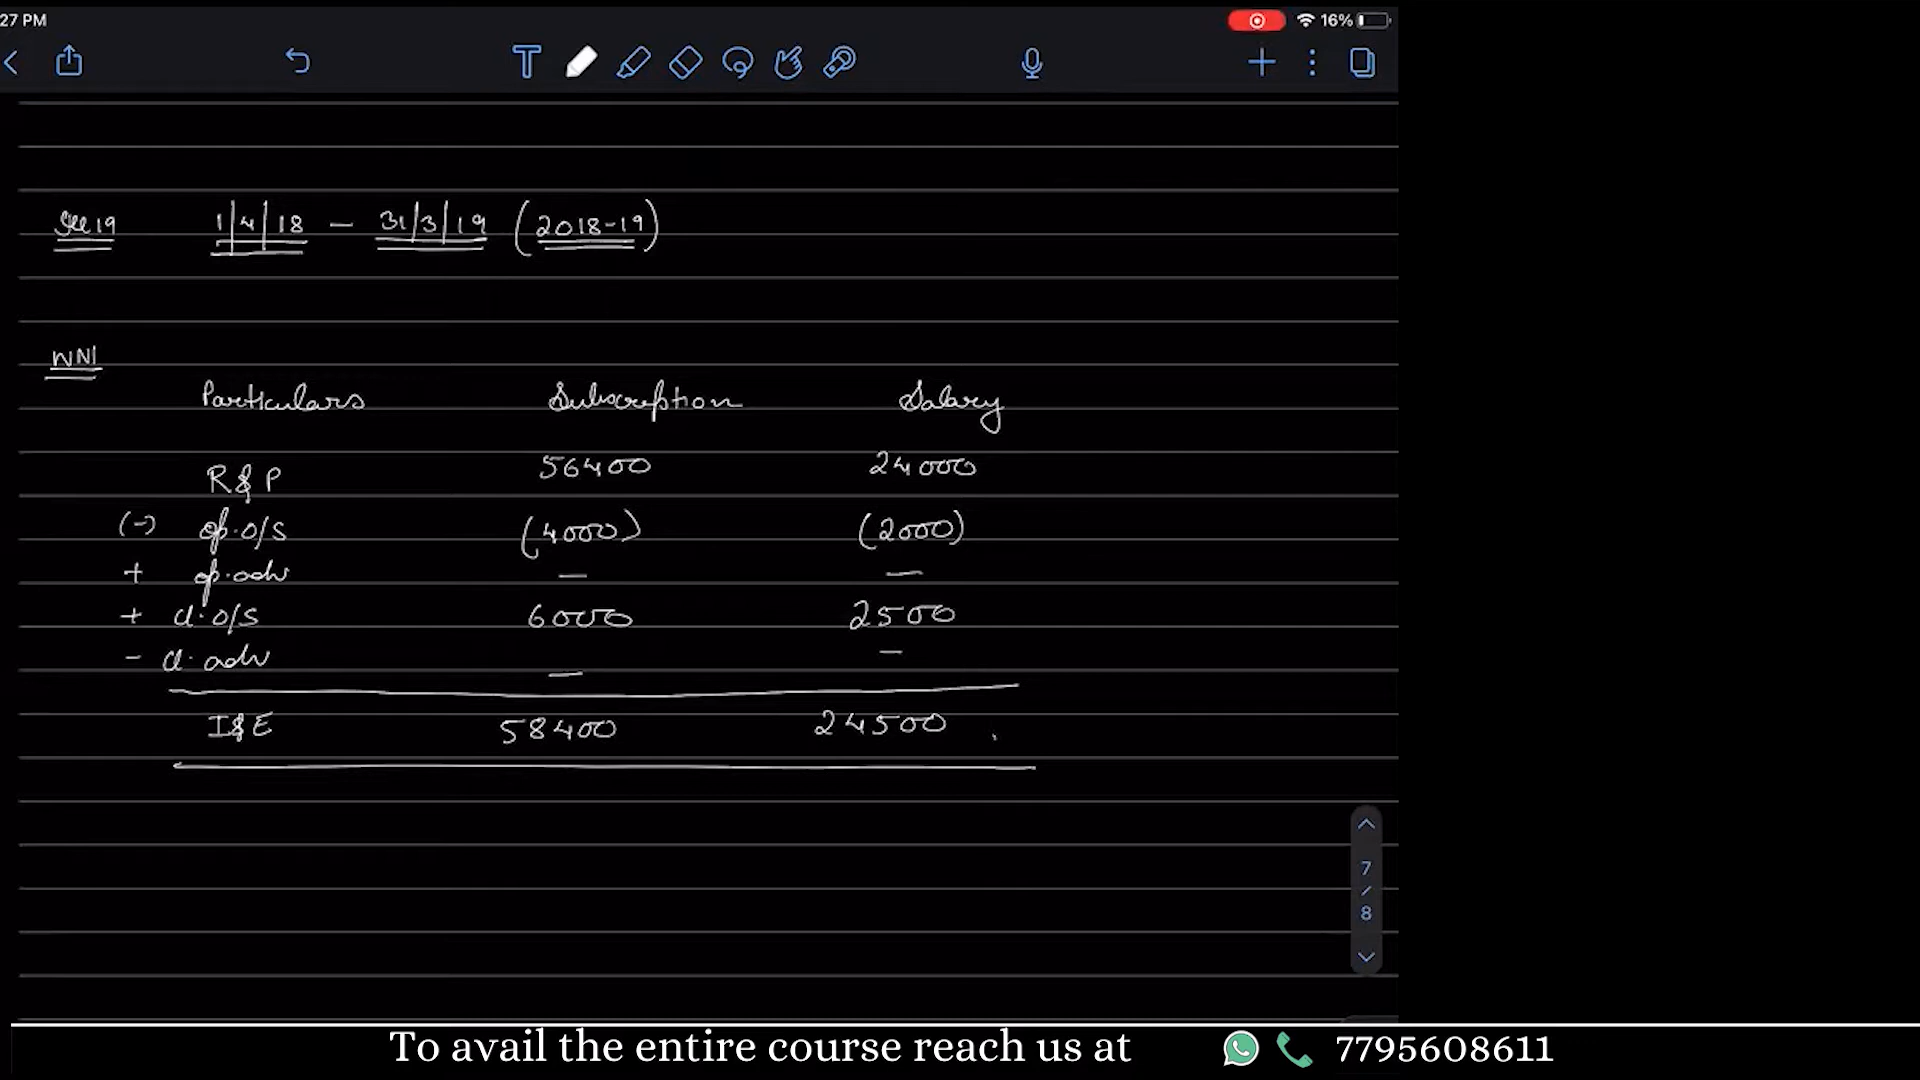 27 PM
16%
T
Ill 19 1/4/18 – 31/3/19 (2018-19)
WN1
Particulars Subscription Salary
R&P 56400 24000
(-) op. o/s (4000) (2000)
+ op. adv — —
+ cl. o/s 6000 2500
- cl. adv — —
I&E 58400 24500
7
/
8
To avail the entire course reach us at 7795608611